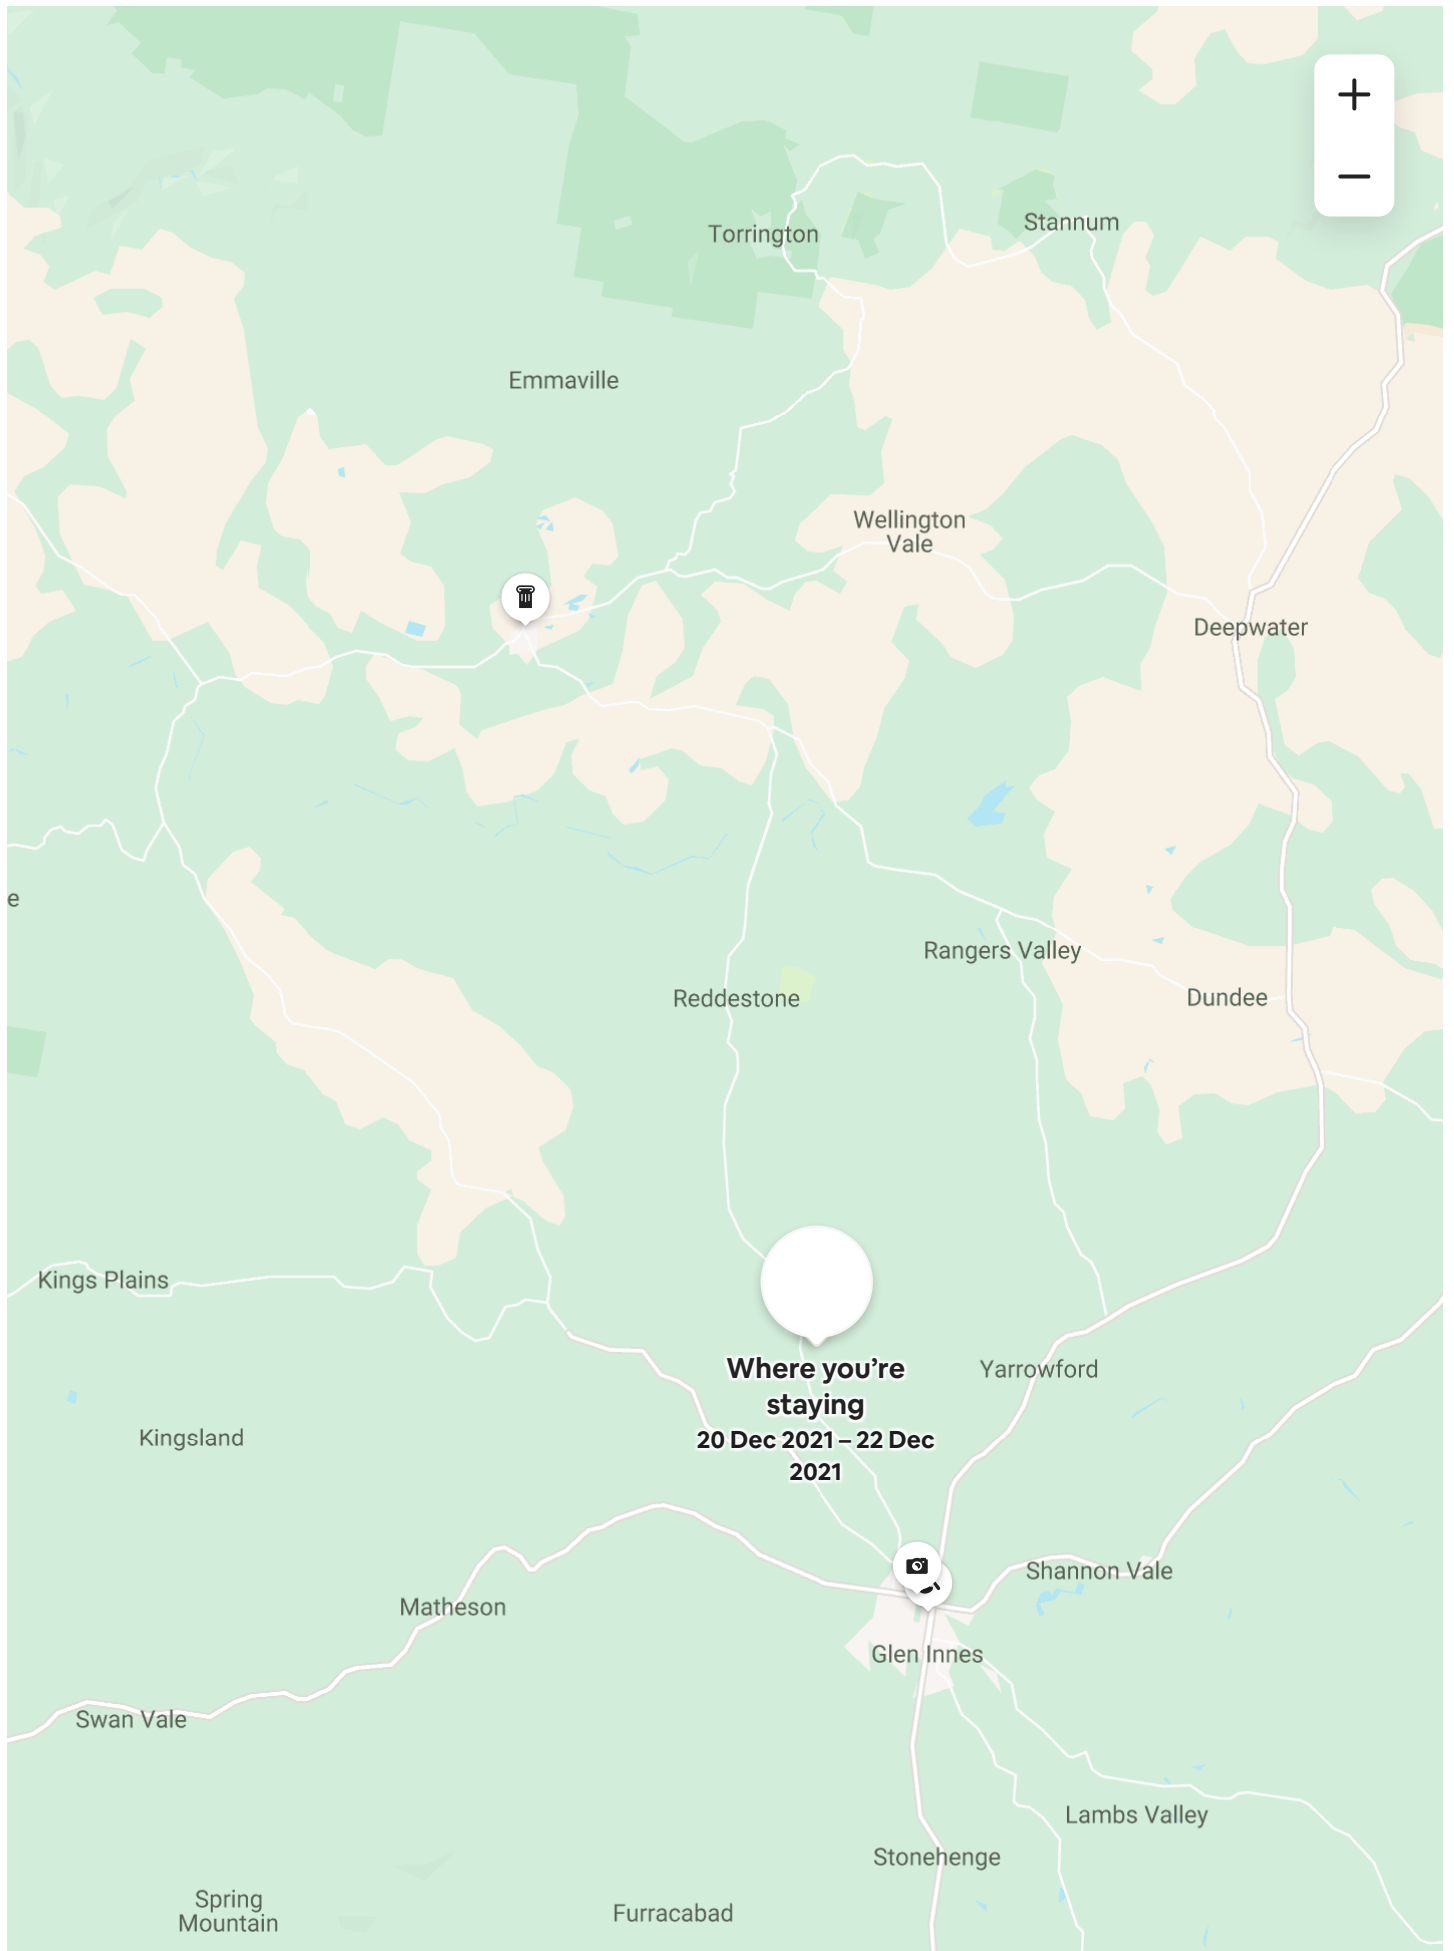 +
−
Torrington
Stannum
Emmaville
Wellington
Vale
Deepwater
e
Rangers Valley
Reddestone
Dundee
Kings Plains
Where you’re
staying
20 Dec 2021 – 22 Dec
2021
Yarrowford
Kingsland
Shannon Vale
Matheson
Glen Innes
Swan Vale
Lambs Valley
Stonehenge
Spring
Mountain
Furracabad